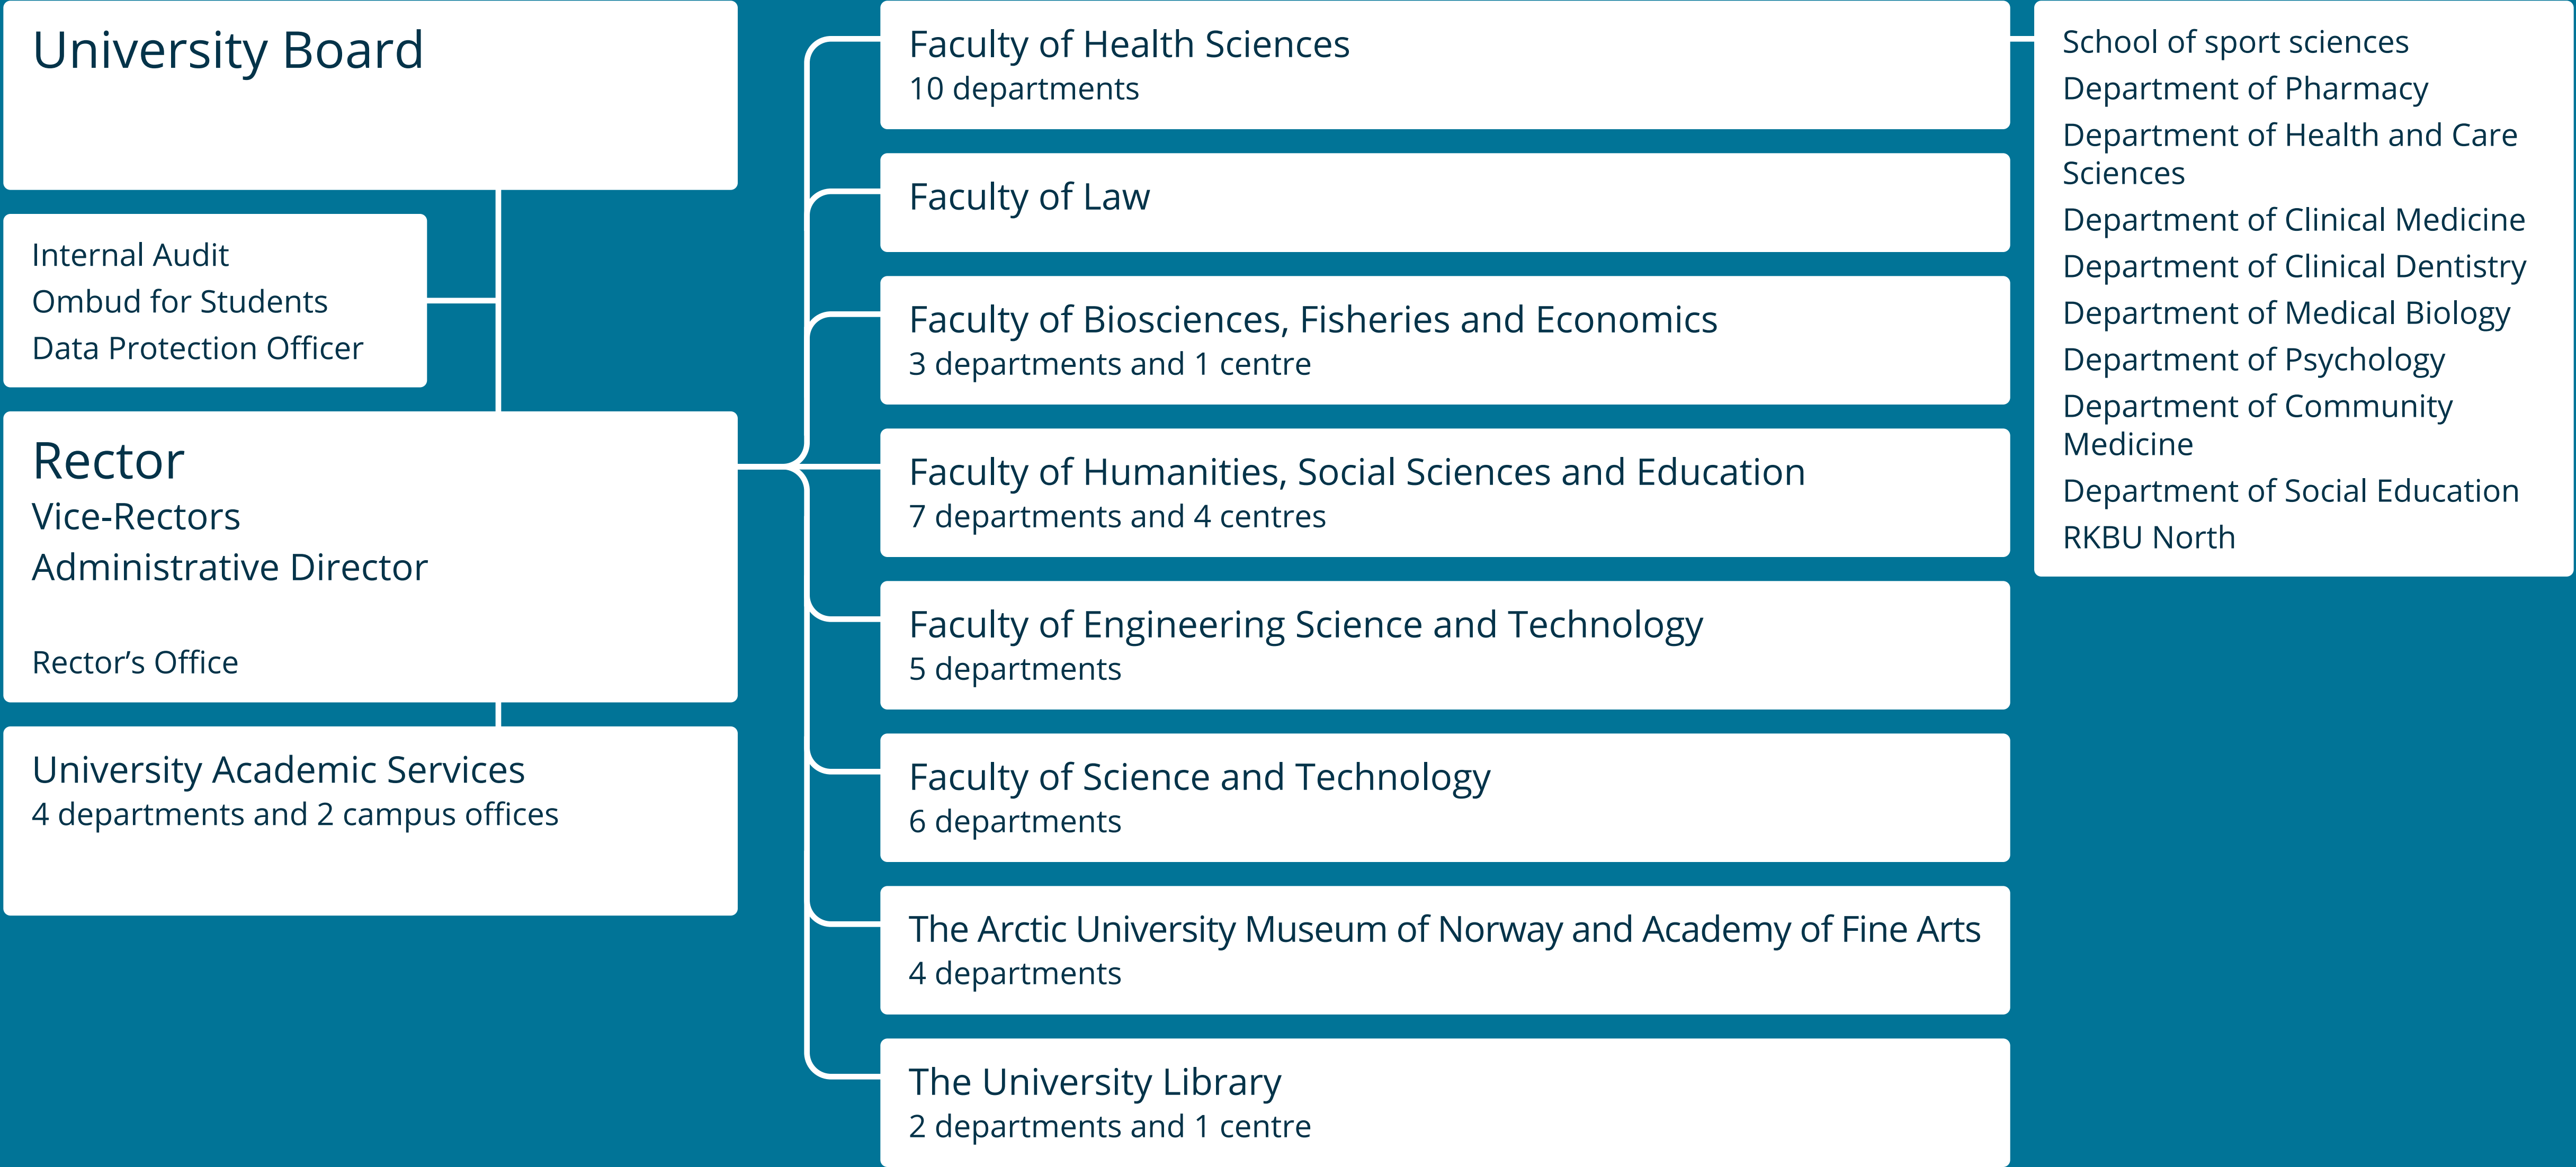 University Board
Internal Audit
Ombud for Students
Data Protection Officer
Rector
Vice-Rectors
Administrative Director
Rector’s Office
University Academic Services
4 departments and 2 campus offices
Faculty of Health Sciences
10 departments
Faculty of Law
Faculty of Biosciences, Fisheries and Economics
3 departments and 1 centre
Faculty of Humanities, Social Sciences and Education
7 departments and 4 centres
Faculty of Engineering Science and Technology
5 departments
Faculty of Science and Technology
6 departments
The Arctic University Museum of Norway and Academy of Fine Arts
4 departments
The University Library
2 departments and 1 centre
School of sport sciences
Department of Pharmacy
Department of Health and Care
Sciences
Department of Clinical Medicine
Department of Clinical Dentistry
Department of Medical Biology
Department of Psychology
Department of Community
Medicine
Department of Social Education
RKBU North